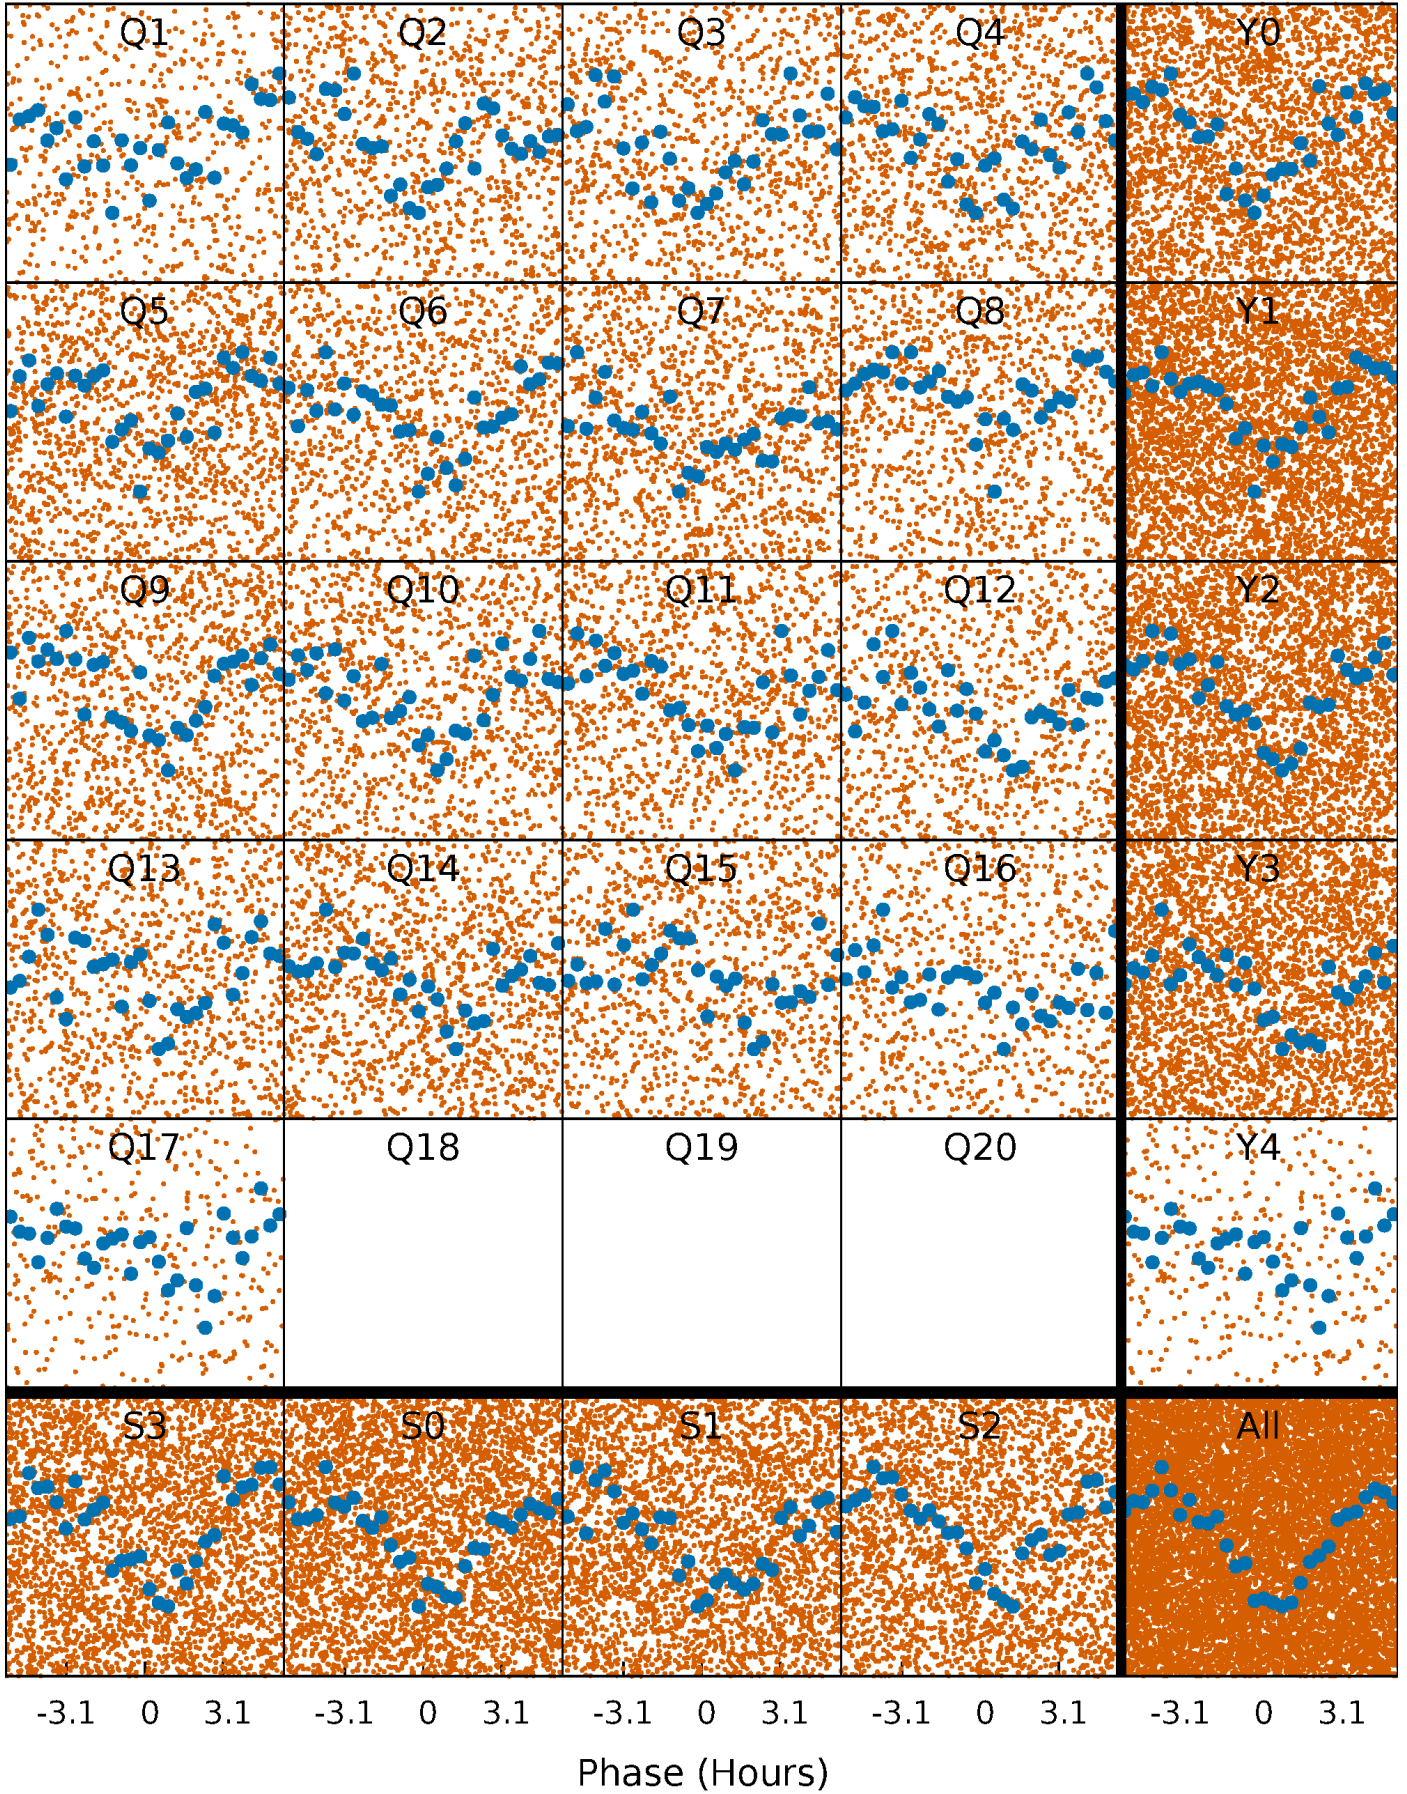 Q1 Q2 Q3 Q4 Y0
Q5 Q6 Q7 Q8 Y1
Q9 Q10 Q11 Q12 Y2
Q13 Q14 Q15 Q16 Y3
Q17 Q18 Q19 Q20 Y4
S3 S0 S1 S2 All
-3.1 0 3.1 -3.1 0 3.1 -3.1 0 3.1 -3.1 0 3.1 -3.1 0 3.1
Phase (Hours)